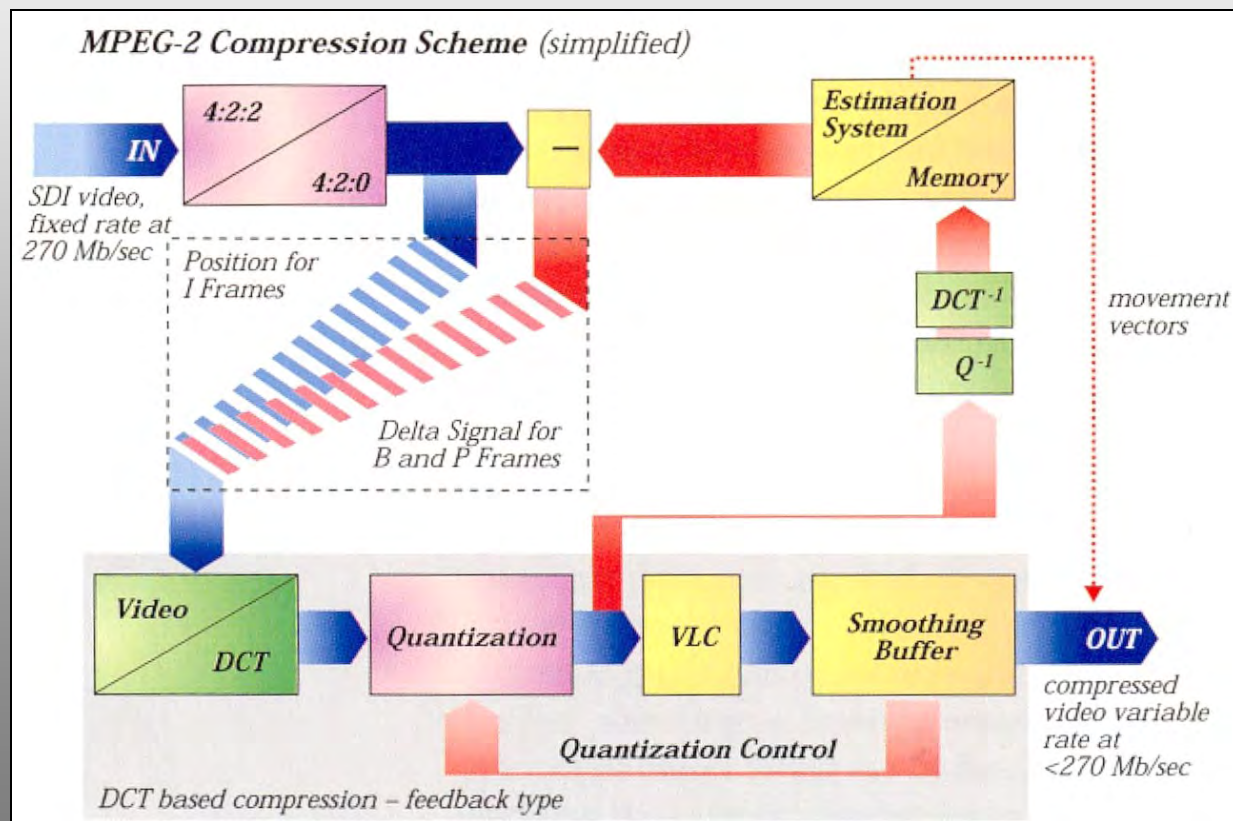 MPEG-2 Compression Scheme (simplified)
4:2:2
4:2:0
IN
SDI video,
fixed rate at
270 Mb/sec
—
Estimation
System
Memory
Position for
I Frames
Delta Signal for
B and P Frames
DCT-1
Q-1
movement
vectors
Video
DCT
Quantization
VLC
Smoothing
Buffer
OUT
compressed
video variable
rate at
<270 Mb/sec
Quantization Control
DCT based compression – feedback type